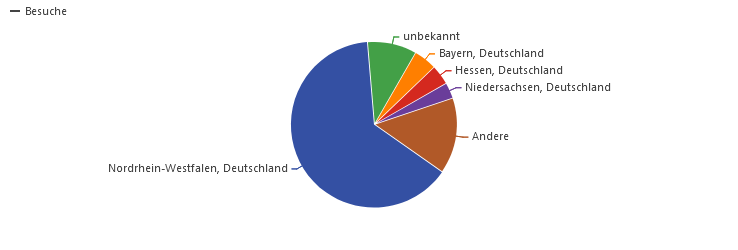 Besuche
unbekannt
Bayern, Deutschland
Hessen, Deutschland
Niedersachsen, Deutschland
Andere
Nordrhein-Westfalen, Deutschland